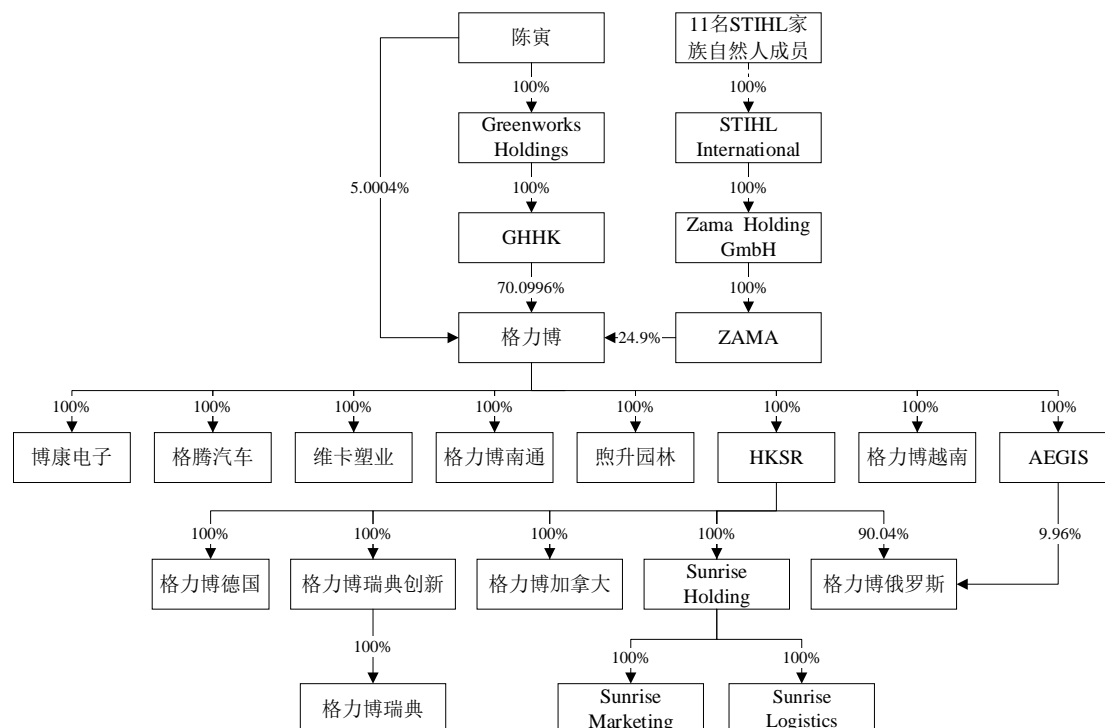 陈寅
11名STIHL家
族自然人成员
100%
100%
Greenworks
Holdings
STIHL
International
5.0004%
100%
100%
GHHK
Zama Holding
GmbH
70.0996%
100%
格力博
24.9%
ZAMA
100%
100%
100%
100%
100%
100%
100%
100%
博康电子
格腾汽车
维卡塑业
格力博南通
煦升园林
HKSR
格力博越南
AEGIS
100%
100%
100%
100%
90.04%
9.96%
格力博德国
格力博瑞典创新
格力博加拿大
Sunrise
Holding
格力博俄罗斯
100%
100%
100%
格力博瑞典
Sunrise
Marketing
Sunrise
Logistics